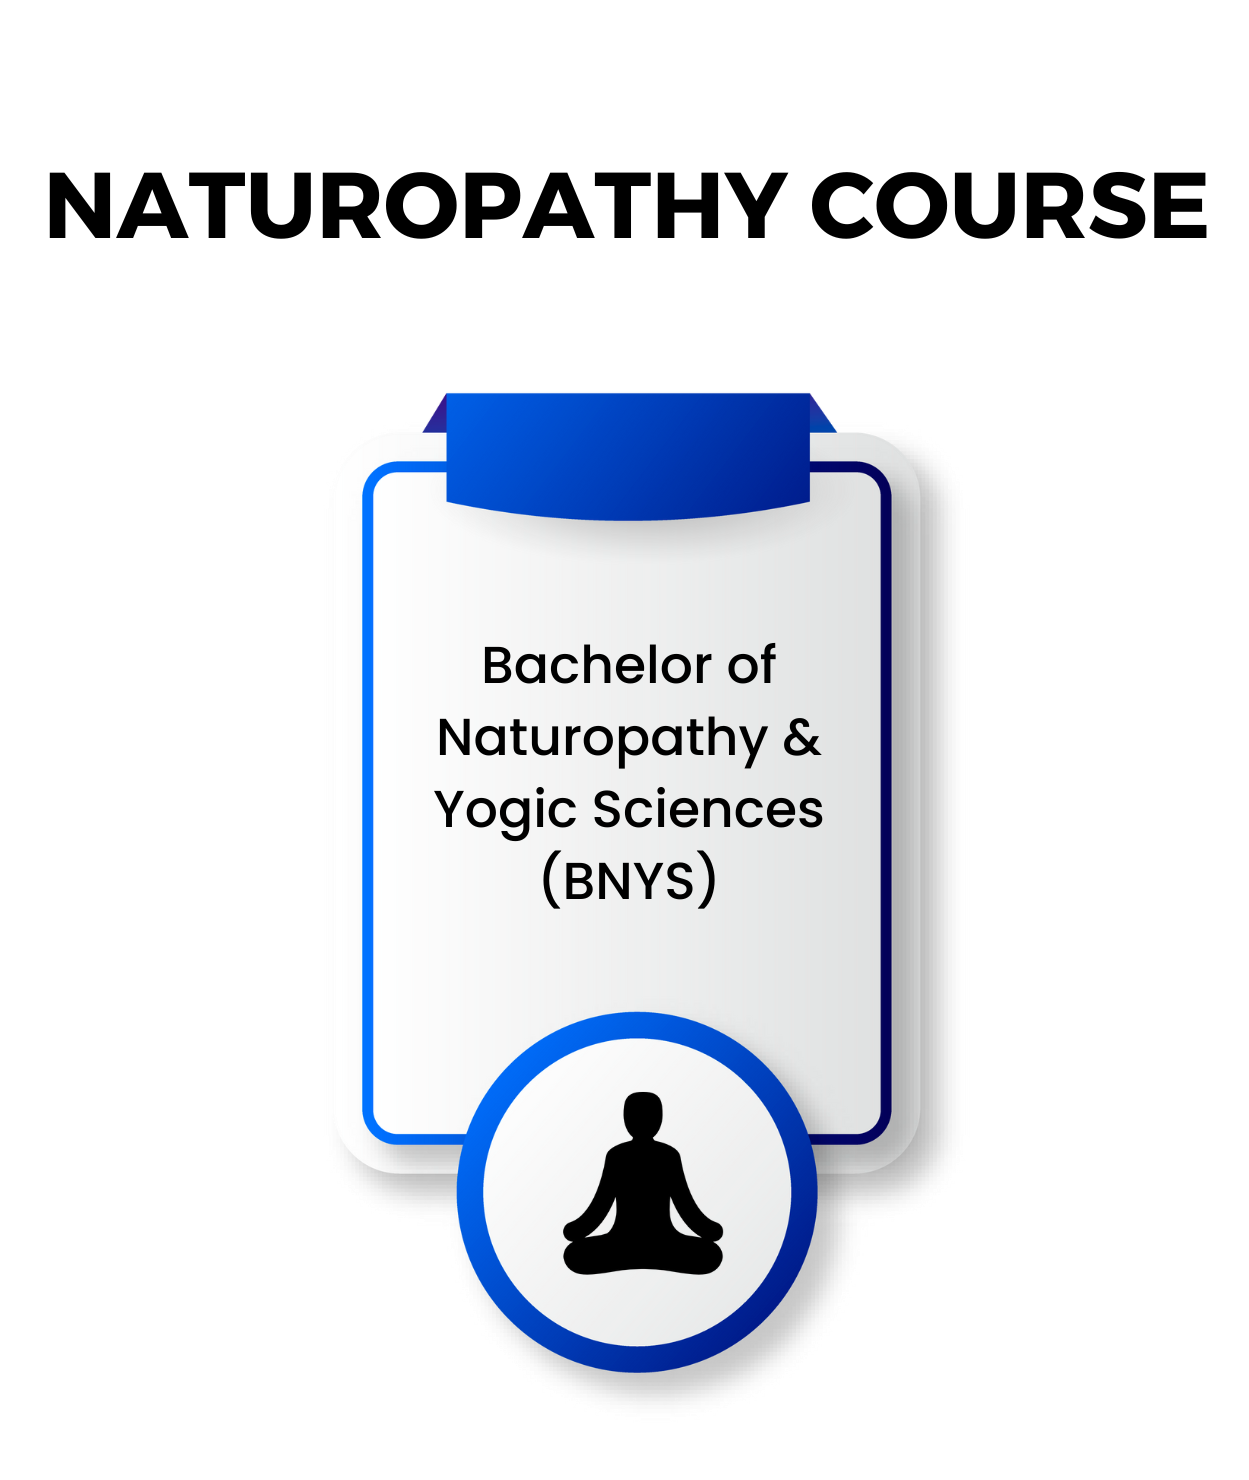 NATUROPATHY COURSE
Bachelor of
Naturopathy &
Yogic Sciences
(BNYS)